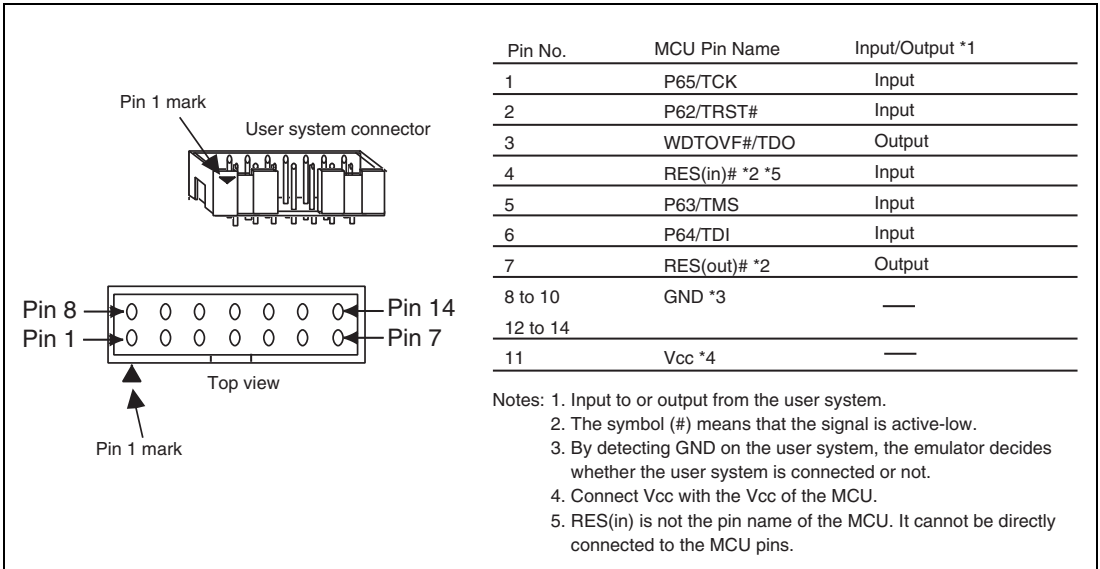 Pin 1 mark
User system connector
Pin 8
Pin 14
Pin 1
Pin 7
Top view
Pin 1 mark
Pin No. MCU Pin Name Input/Output *1
1 P65/TCK Input
2 P62/TRST# Input
3 WDTOVF#/TDO Output
4 RES(in)# *2 *5 Input
5 P63/TMS Input
6 P64/TDI Input
7 RES(out)# *2 Output
8 to 10 GND *3 —
12 to 14
11 Vcc *4 —
Notes: 1. Input to or output from the user system.
2. The symbol (#) means that the signal is active-low.
3. By detecting GND on the user system, the emulator decides
whether the user system is connected or not.
4. Connect Vcc with the Vcc of the MCU.
5. RES(in) is not the pin name of the MCU. It cannot be directly
connected to the MCU pins.